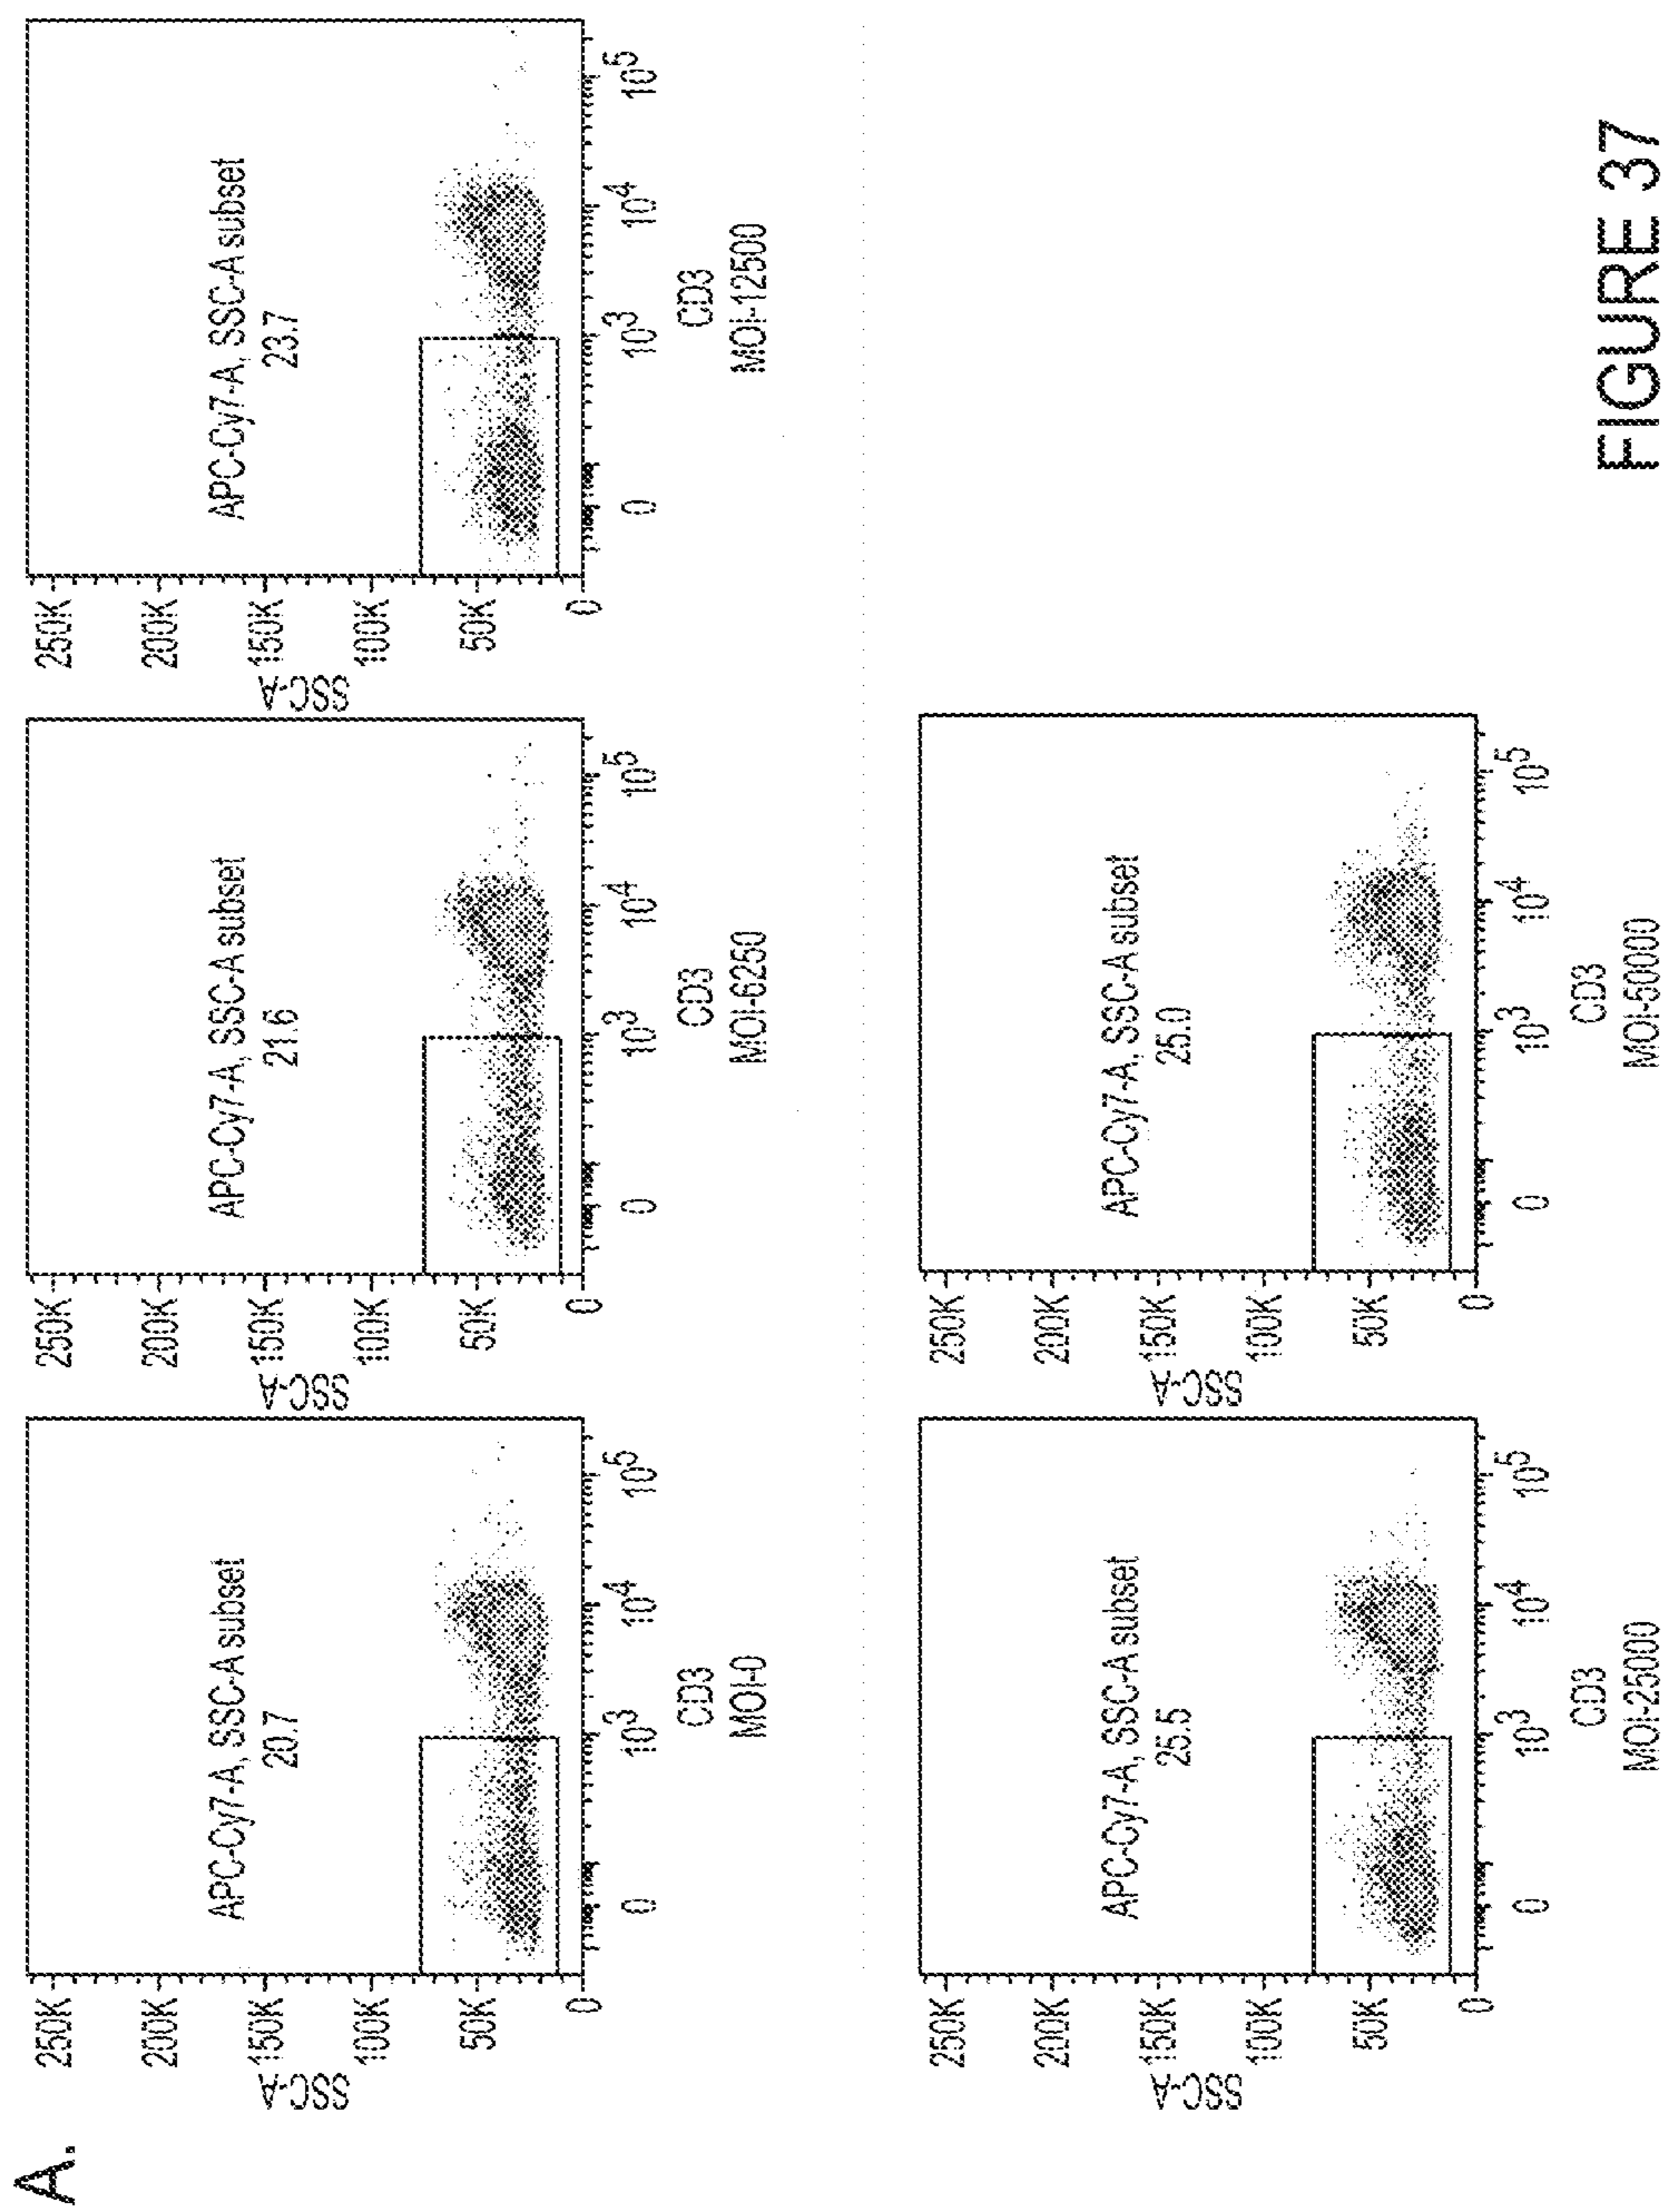 A.
250K
200K
150K
100K
50K
0
SSC-A
APC-Cy7-A, SSC-A subset
20.7
0
10³
10⁴
10⁵
CD3
MOI-0
250K
200K
150K
100K
50K
0
SSC-A
APC-Cy7-A, SSC-A subset
21.6
0
10³
10⁴
10⁵
CD3
MOI-6250
250K
200K
150K
100K
50K
0
SSC-A
APC-Cy7-A, SSC-A subset
23.7
0
10³
10⁴
10⁵
CD3
MOI-12500
250K
200K
150K
100K
50K
0
SSC-A
APC-Cy7-A, SSC-A subset
25.5
0
10³
10⁴
10⁵
CD3
MOI-25000
250K
200K
150K
100K
50K
0
SSC-A
APC-Cy7-A, SSC-A subset
25.0
0
10³
10⁴
10⁵
CD3
MOI-50000
FIGURE 37